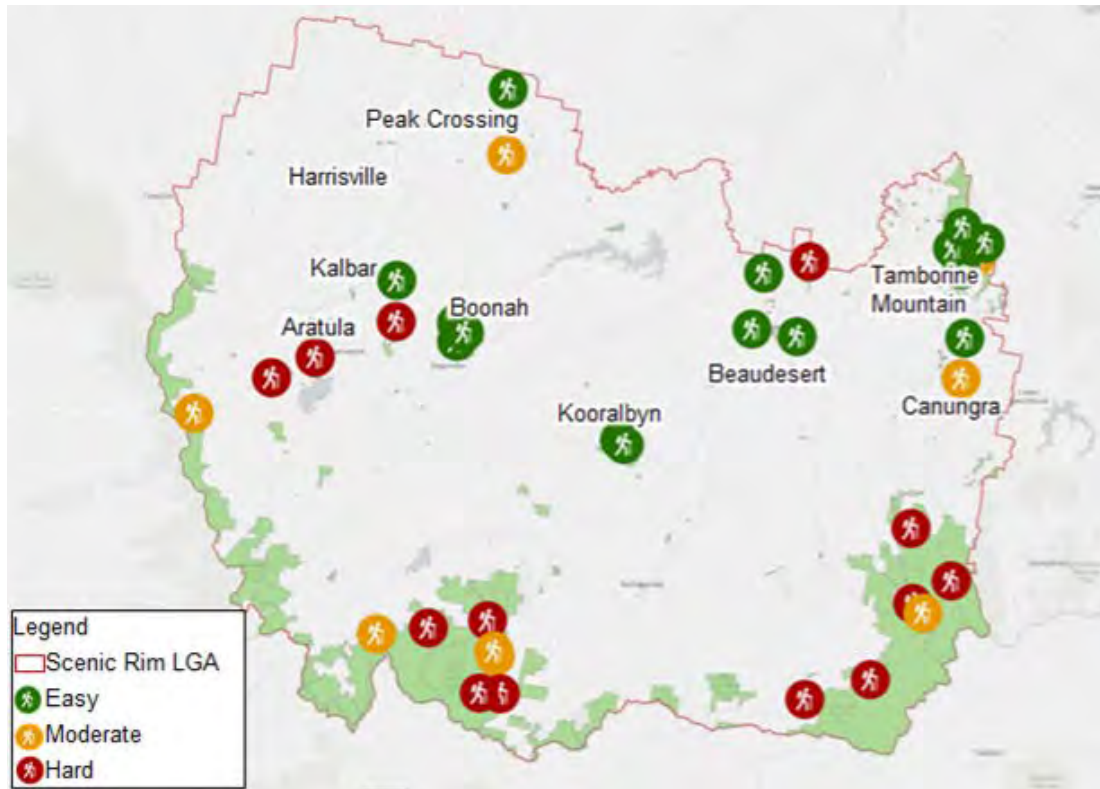 Peak Crossing
Harrisville
Kalbar
Boonah
Aratula
Tamborine
Mountain
Beaudesert
Canungra
Kooralbyn
Legend
Scenic Rim LGA
Easy
Moderate
Hard